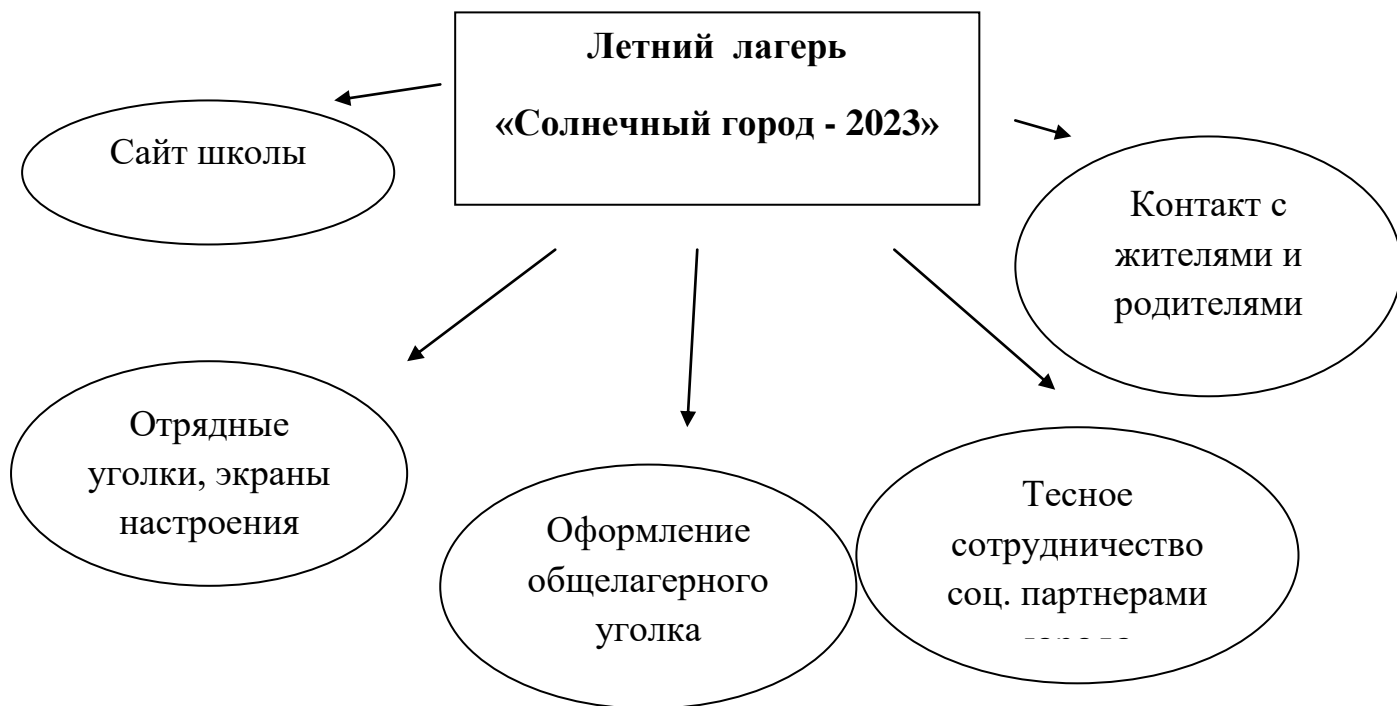 Летний лагерь
«Солнечный город - 2023»
Сайт школы
Контакт с
жителями и
родителями
Отрядные
уголки, экраны
настроения
Оформление
общелагерного
уголка
Тесное
сотрудничество
соц. партнерами